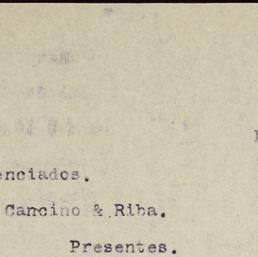 enciados.
Cancino & Riba.
Presentes.